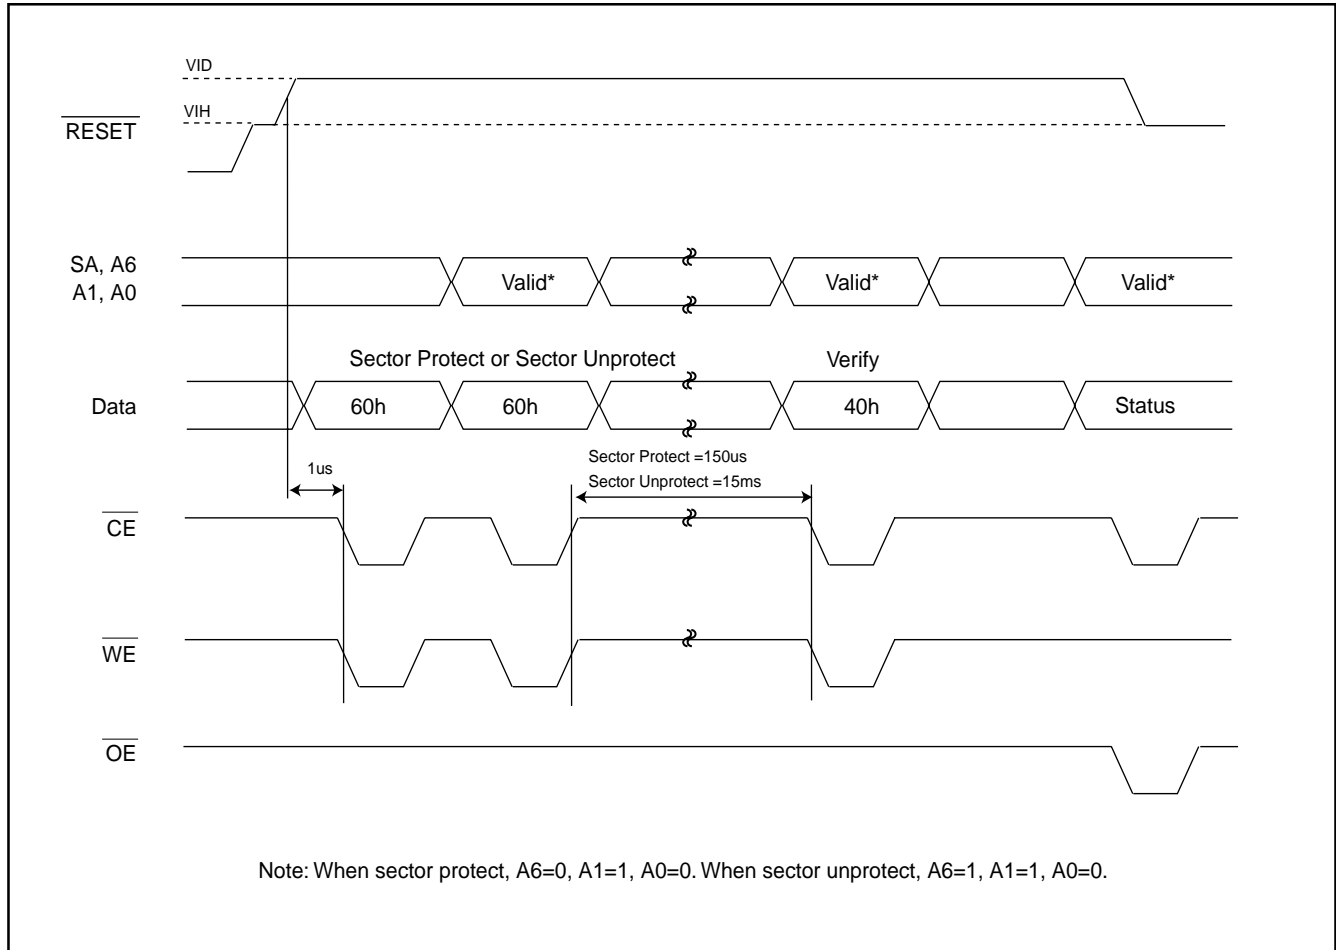 VID
VIH
RESET
SA, A6
A1, A0
Valid*
Valid*
Valid*
Sector Protect or Sector Unprotect
Verify
Data
60h
60h
40h
Status
1us
Sector Protect =150us
Sector Unprotect =15ms
CE
WE
OE
Note: When sector protect, A6=0, A1=1, A0=0. When sector unprotect, A6=1, A1=1, A0=0.